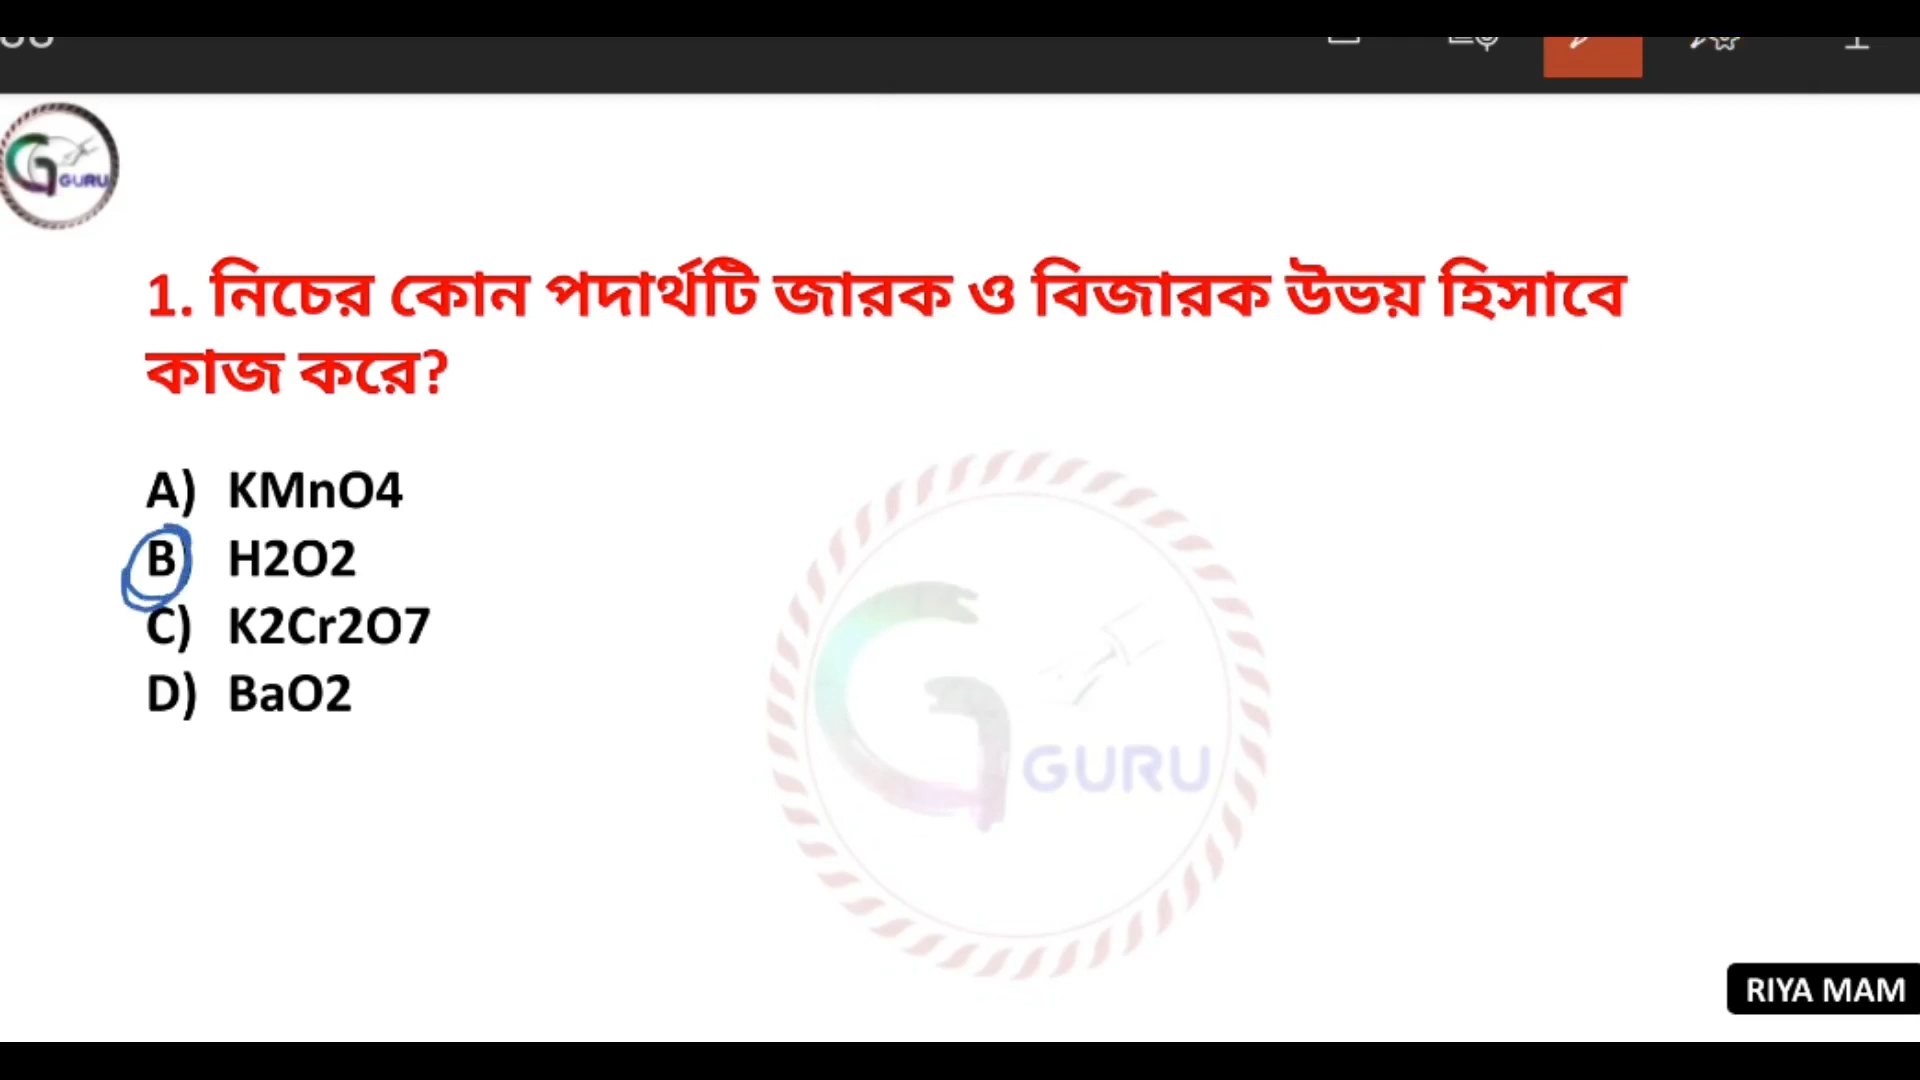 GURU
1. নিচের কোন পদার্থটি জারক ও বিজারক উভয় হিসাবে
কাজ করে?
A) KMnO4
B) H2O2
C) K2Cr2O7
D) BaO2
GURU
RIYA MAM